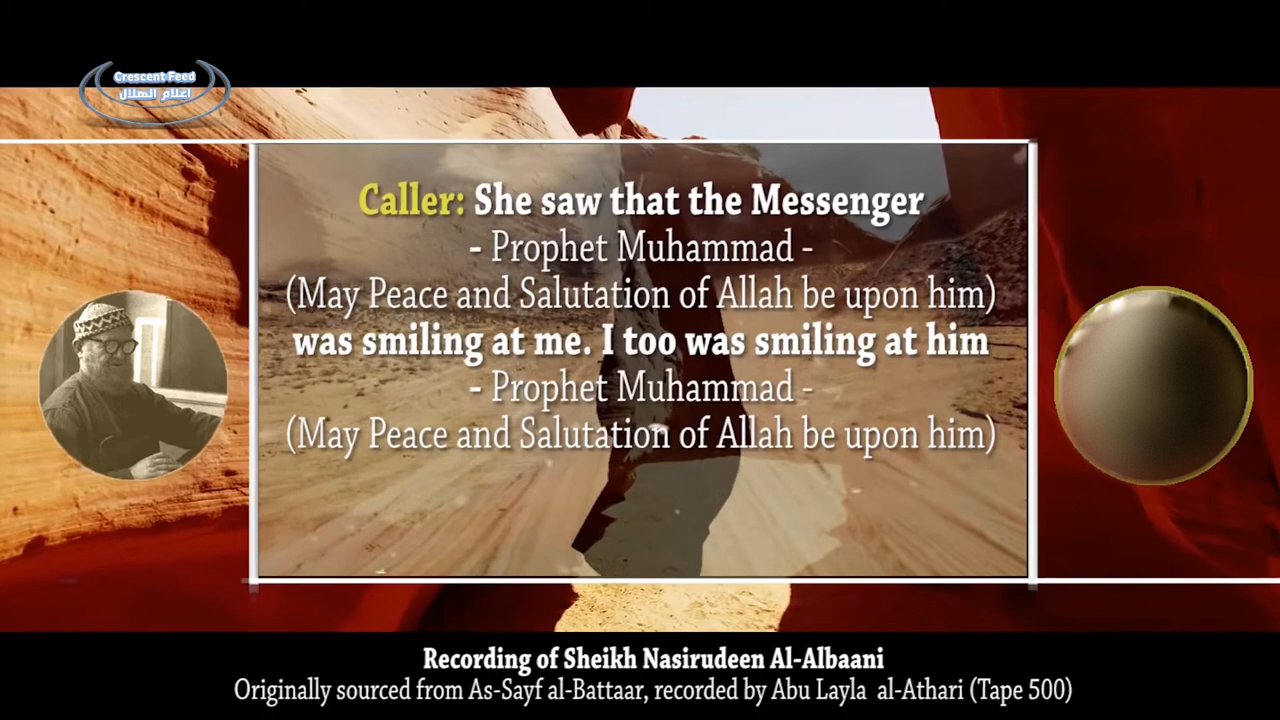 Crescent Feed
اعلام الهلال
Caller: She saw that the Messenger
- Prophet Muhammad -
(May Peace and Salutation of Allah be upon him)
was smiling at me. I too was smiling at him
- Prophet Muhammad -
(May Peace and Salutation of Allah be upon him)
Recording of Sheikh Nasirudeen Al-Albaani
Originally sourced from As-Sayf al-Battaar, recorded by Abu Layla al-Athari (Tape 500)